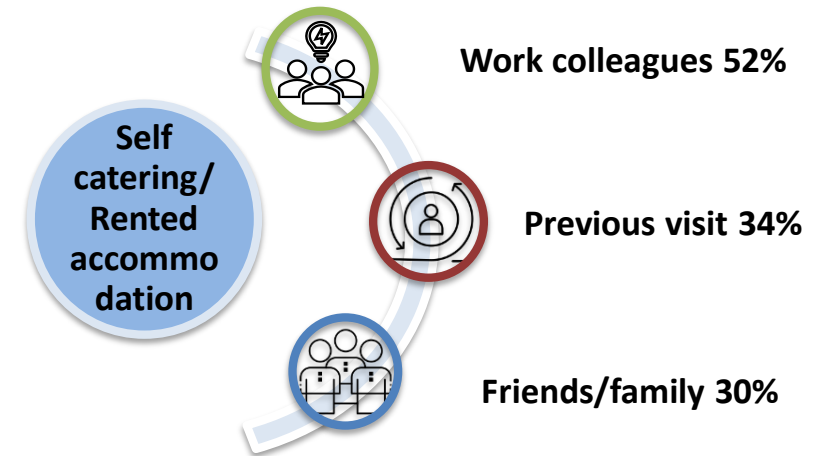 Self
catering/
Rented
accommo
dation
Work colleagues 52%
Previous visit 34%
Friends/family 30%